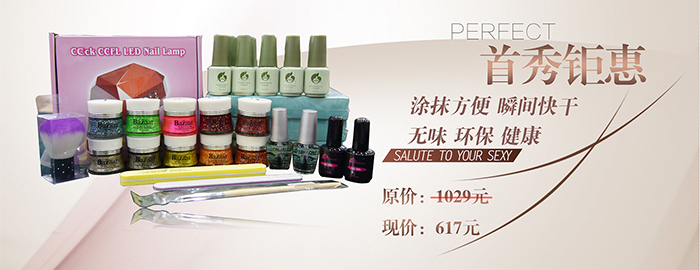 PERFECT
首秀钜惠
涂抹方便 瞬间快干
无味 环保 健康
SALUTE TO YOUR SEXY
原价：1029元
现价：617元
CCck CCFL LED Nail Lamp